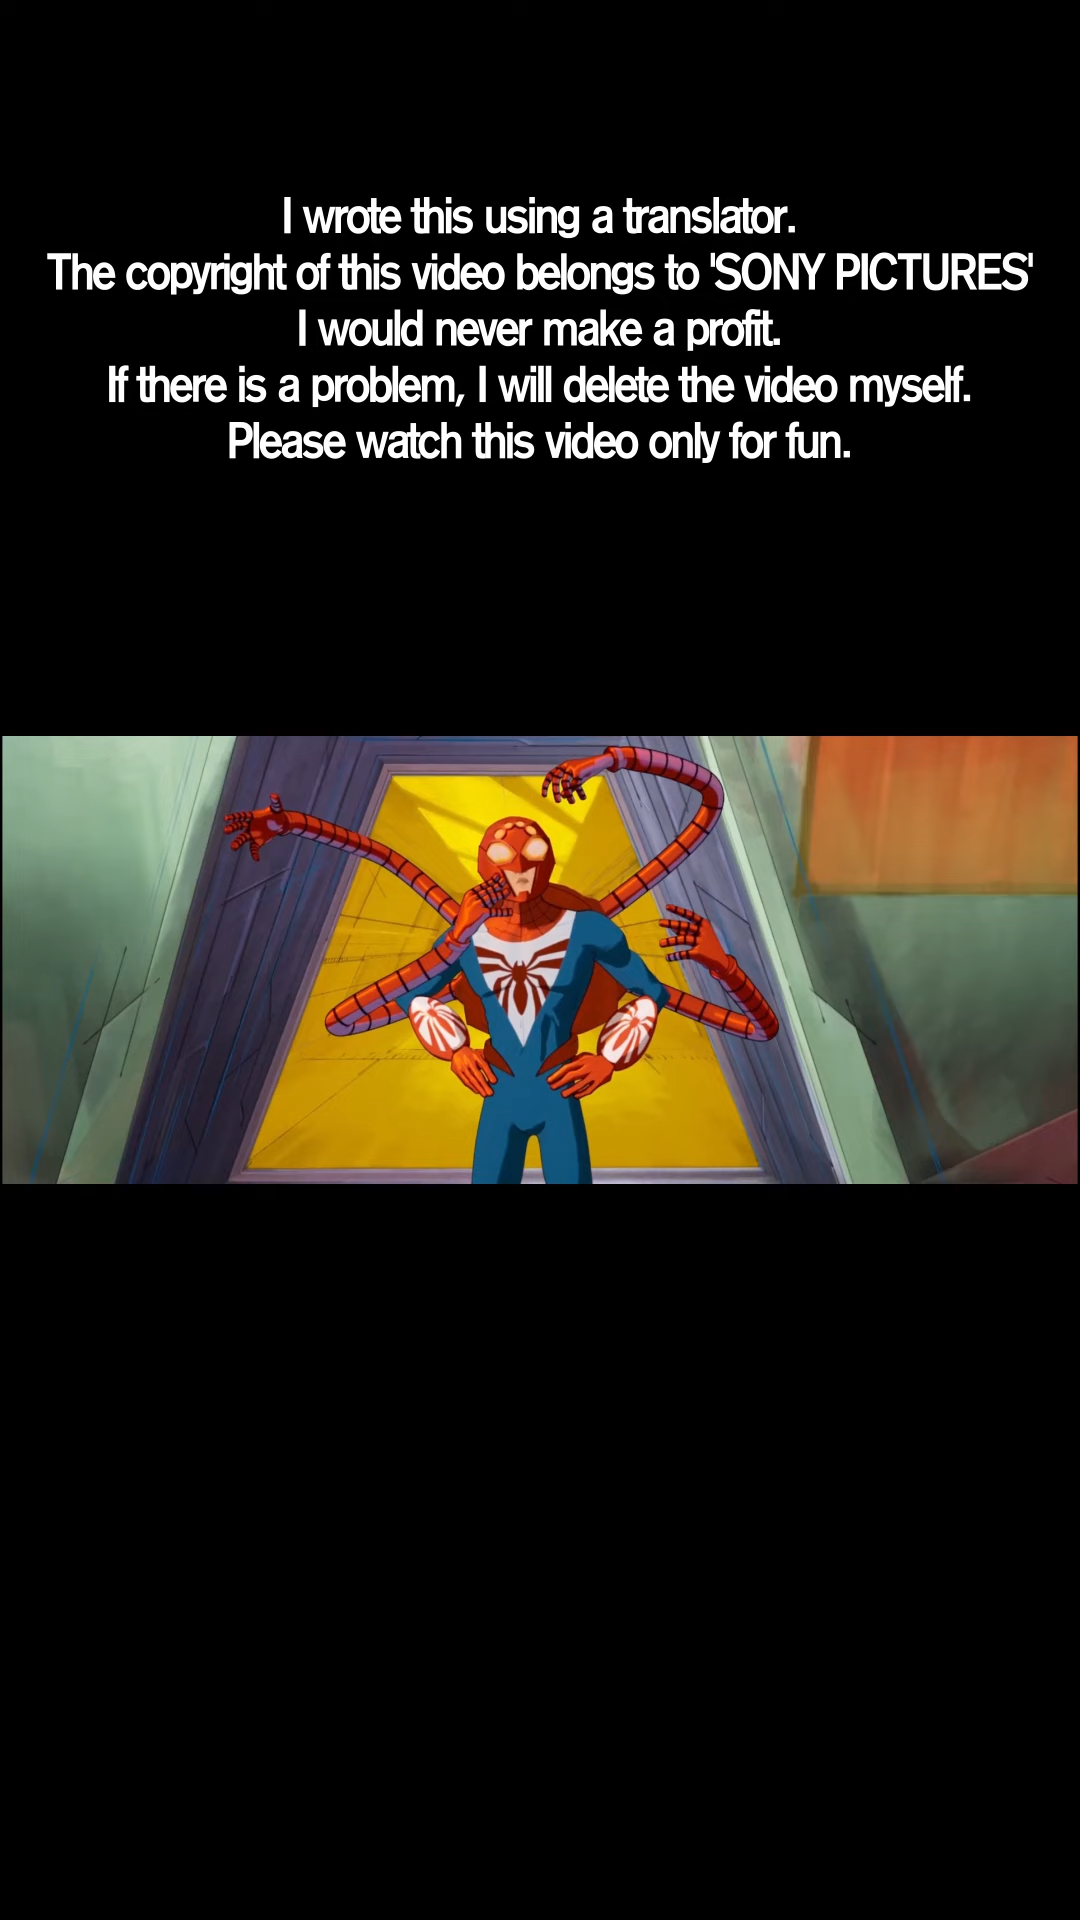 I wrote this using a translator.
The copyright of this video belongs to 'SONY PICTURES'
I would never make a profit.
If there is a problem, I will delete the video myself.
Please watch this video only for fun.